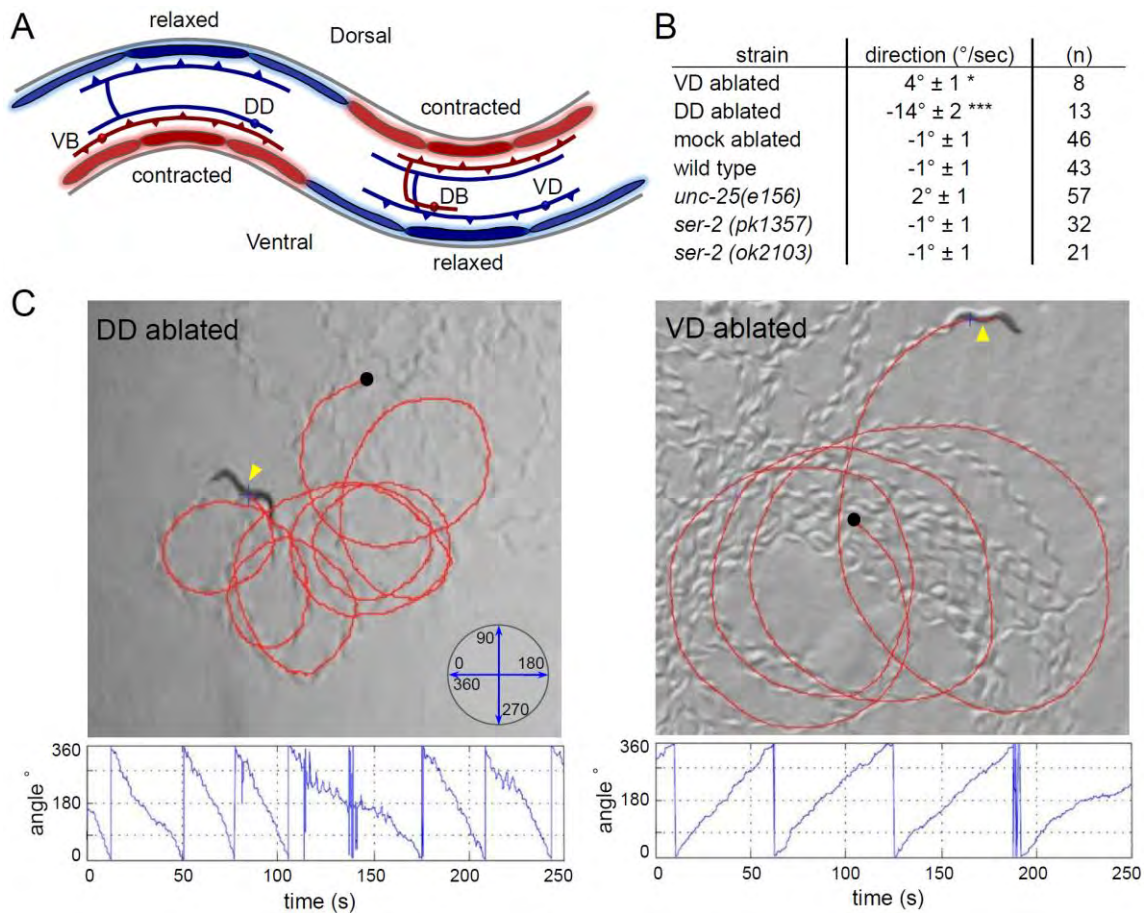 A
relaxed
Dorsal
DD
VB
contracted
contracted
DB
VD
Ventral
relaxed
B
strain direction (°/sec) (n)
VD ablated 4° ± 1 * 8
DD ablated -14° ± 2 *** 13
mock ablated -1° ± 1 46
wild type -1° ± 1 43
unc-25(e156) 2° ± 1 57
ser-2 (pk1357) -1° ± 1 32
ser-2 (ok2103) -1° ± 1 21
C
DD ablated
90
0 180
360
270
VD ablated
360
180
0
angle °
0 50 100 150 200 250
time (s)
360
180
0
angle °
0 50 100 150 200 250
time (s)